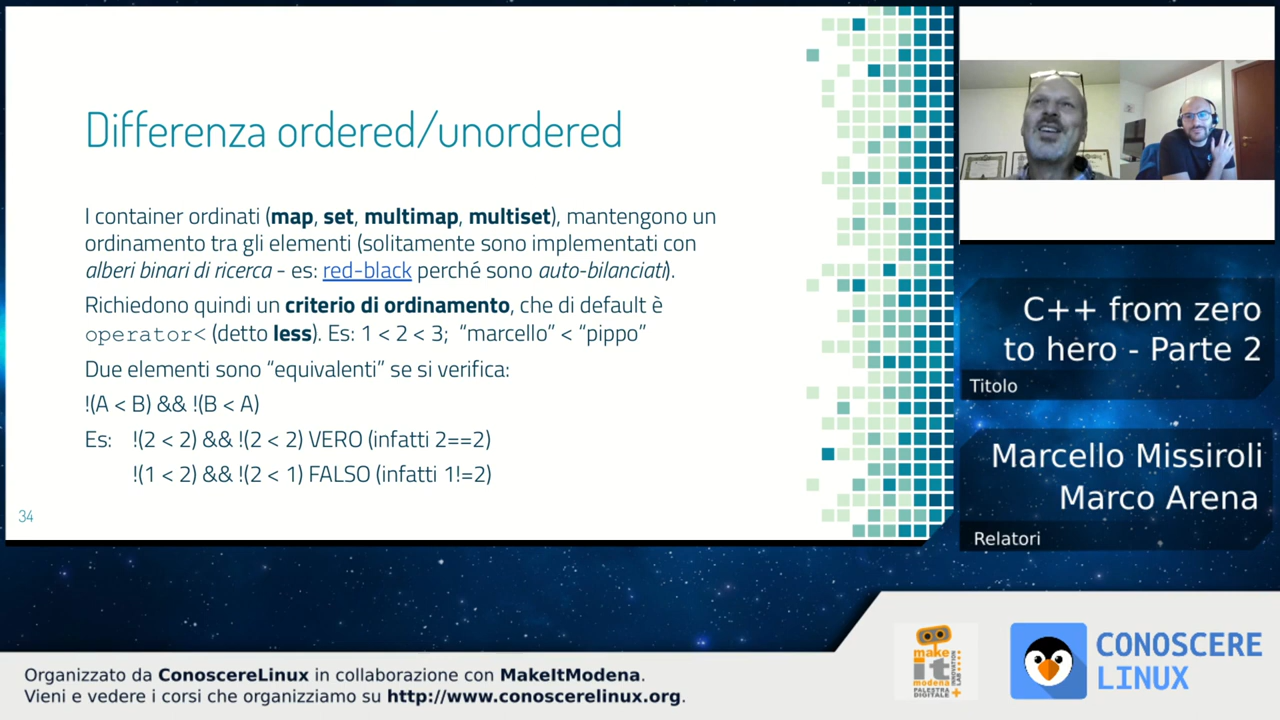 Differenza ordered/unordered
I container ordinati (map, set, multimap, multiset), mantengono un
ordinamento tra gli elementi (solitamente sono implementati con
alberi binari di ricerca - es: red-black perché sono auto-bilanciati).
Richiedono quindi un criterio di ordinamento, che di default è
operator< (detto less). Es: 1 < 2 < 3; “marcello” < “pippo”
Due elementi sono “equivalenti” se si verifica:
!(A < B) && !(B < A)
Es: !(2 < 2) && !(2 < 2) VERO (infatti 2==2)
!(1 < 2) && !(2 < 1) FALSO (infatti 1!=2)
34
C++ from zero
to hero - Parte 2
Titolo
Marcello Missiroli
Marco Arena
Relatori
make
it
modena
PALESTRA
DIGITALE
CONOSCERE
LINUX
Organizzato da ConoscereLinux in collaborazione con MakeItModena.
Vieni e vedere i corsi che organizziamo su http://www.conoscerelinux.org.